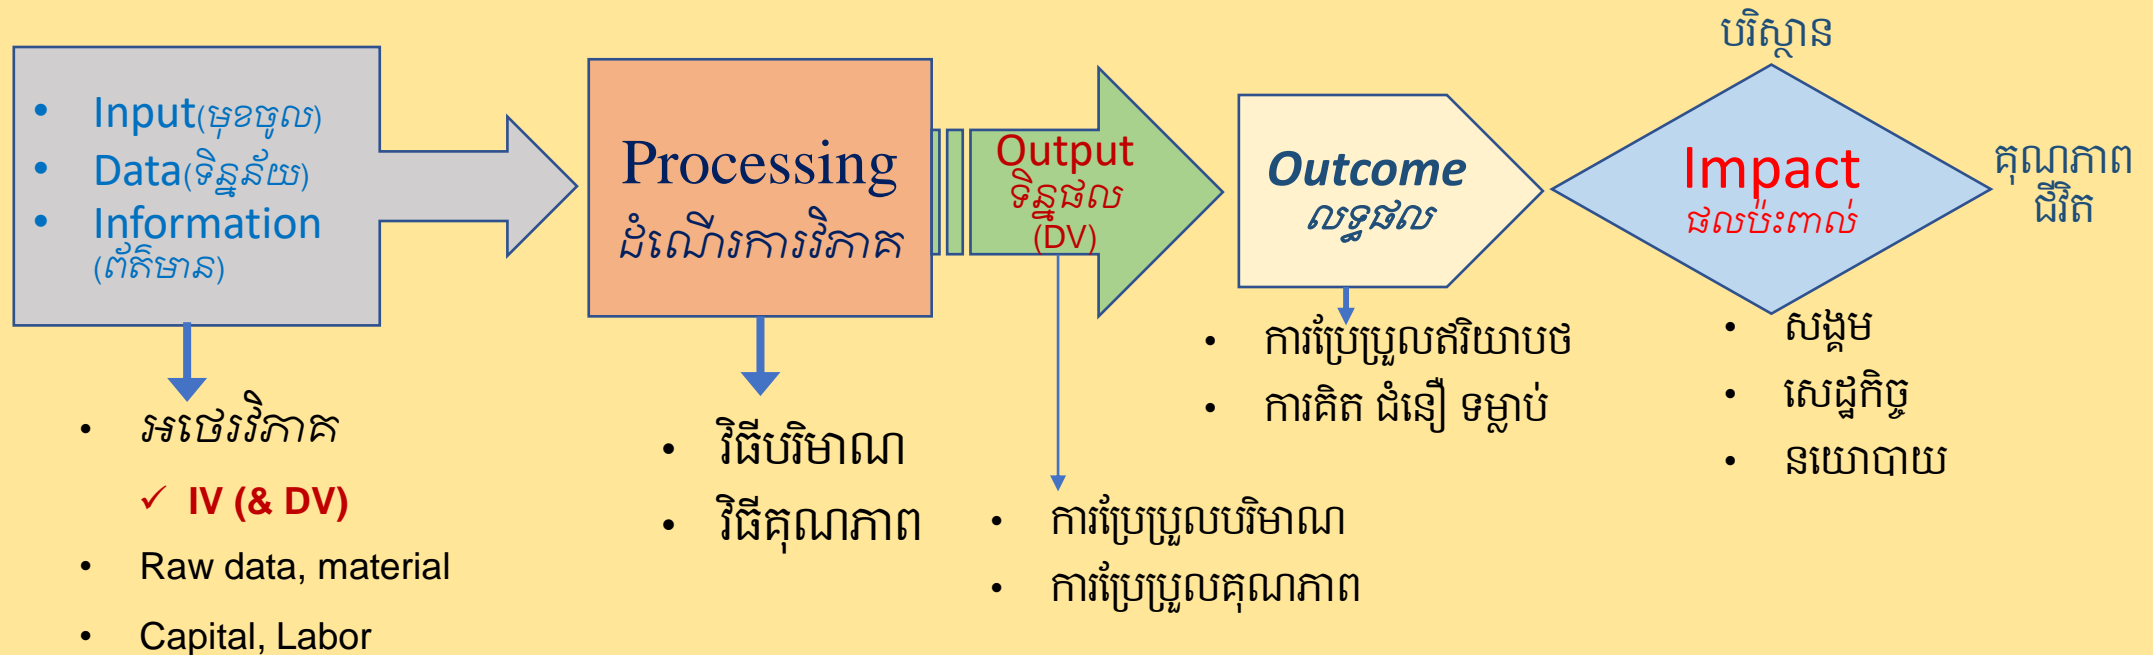 • Input(មុខចូល)
• Data(ទិន្នន័យ)
• Information
(ព័ត៌មាន)
• អថេរវិភាគ
✓ IV (& DV)
• Raw data, material
• Capital, Labor
Processing
ដំណើរការវិភាគ
• វិធីបរិមាណ
• វិធីគុណភាព
Output
ទិន្នផល
(DV)
• ការប្រែប្រួលបរិមាណ
• ការប្រែប្រួលគុណភាព
Outcome
លទ្ធផល
• ការប្រែប្រួលឥរិយាបថ
• ការគិត ជំនឿ ទម្លាប់
បរិស្ថាន
Impact
ផលប៉ះពាល់
គុណភាព
ជីវិត
• សង្គម
• សេដ្ឋកិច្ច
• នយោបាយ